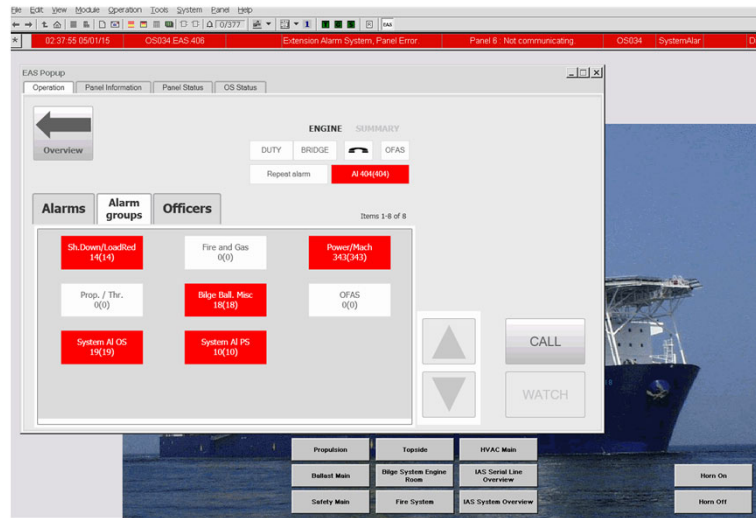 File Edit View Module Operation Tools System Panel Help
0/377 1
* 02:37:55 05/01/15 OS034 EAS 406 Extension Alarm System, Panel Error Panel 6 : Not communicating. OS034 SystemAlar D
EAS Popup
Operation Panel Information Panel Status OS Status
Overview
ENGINE SUMMARY
DUTY BRIDGE OFAS
Repeat alarm Al 404(404)
Alarms Alarm groups Officers
Items 1-8 of 8
Sh.Down/LoadRed
14(14)
Fire and Gas
0(0)
Power/Mach
343(343)
Prop. / Thr.
0(0)
Bilge Ball. Misc
18(18)
OFAS
0(0)
System Al OS
19(19)
System Al PS
10(10)
CALL
WATCH
Propulsion Topside HVAC Main
Ballast Main
Bilge System Engine
Room
IAS Serial Line
Overview
Horn On
Safety Main Fire System IAS System Overview Horn Off